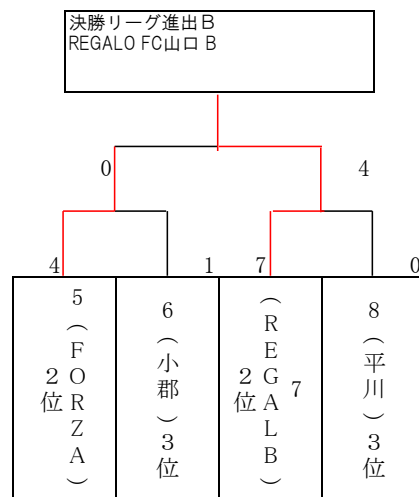 決勝リーグ進出B
REGALO FC山口 B
0
4
4
1
7
0
5(FORZA)
2位
6(小郡)3位
7
(REGALB)
2位
8(平川)3位